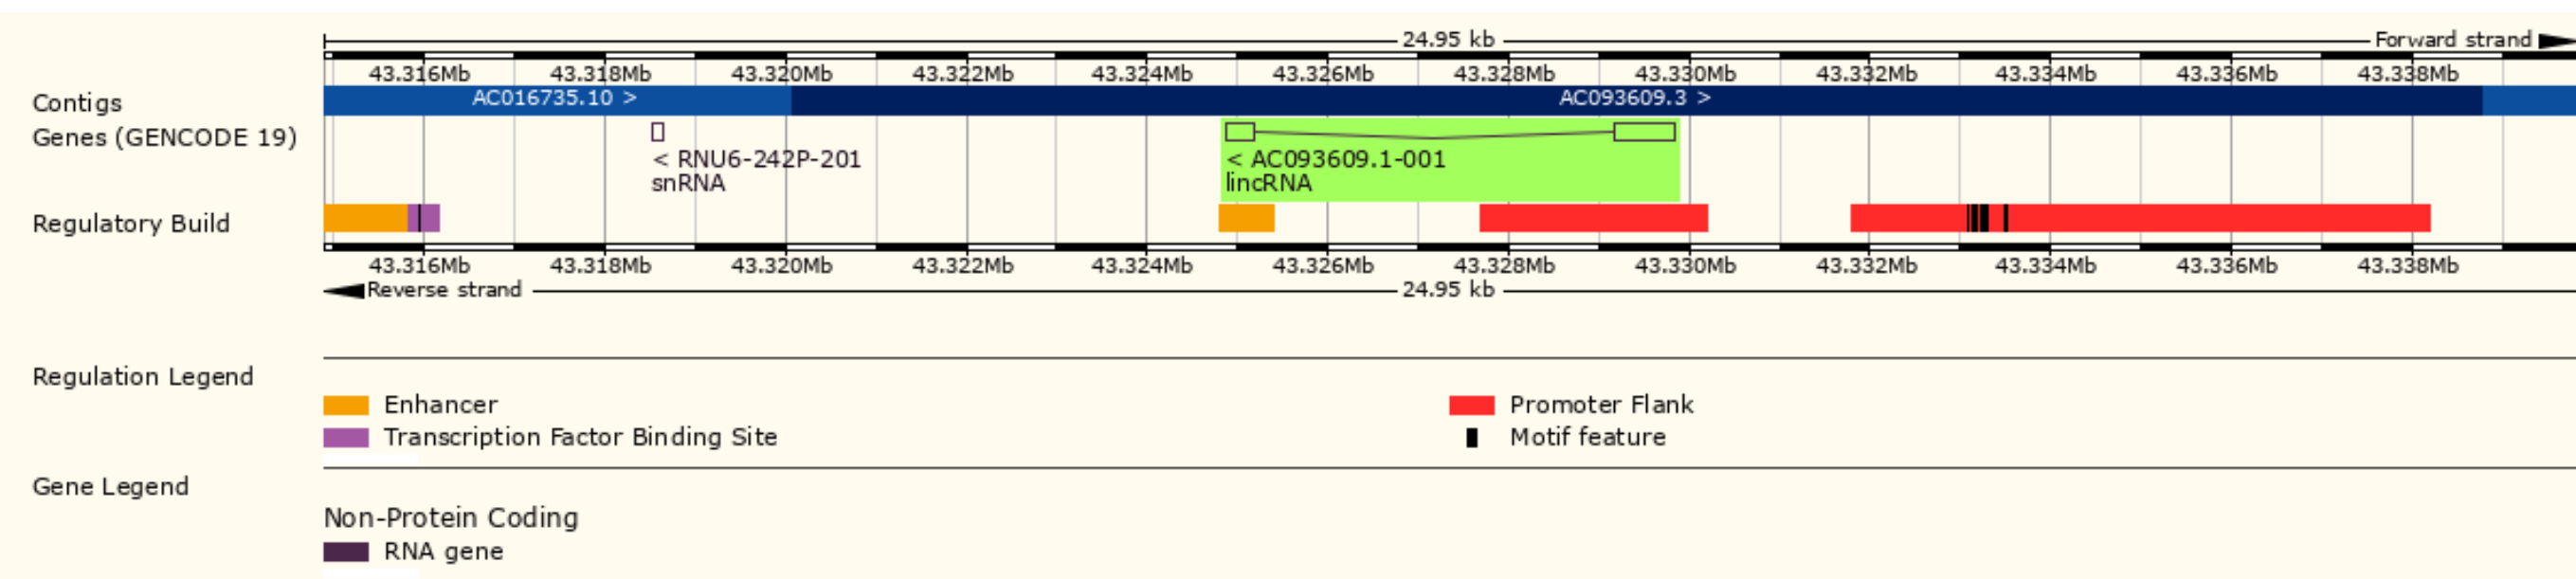 24.95 kb Forward strand
43.316Mb 43.318Mb 43.320Mb 43.322Mb 43.324Mb 43.326Mb 43.328Mb 43.330Mb 43.332Mb 43.334Mb 43.336Mb 43.338Mb
Contigs AC016735.10 > AC093609.3 >
Genes (GENCODE 19)
< RNU6-242P-201 < AC093609.1-001
snRNA lincRNA
Regulatory Build
43.316Mb 43.318Mb 43.320Mb 43.322Mb 43.324Mb 43.326Mb 43.328Mb 43.330Mb 43.332Mb 43.334Mb 43.336Mb 43.338Mb
Reverse strand 24.95 kb
Regulation Legend
Enhancer Promoter Flank
Transcription Factor Binding Site Motif feature
Gene Legend
Non-Protein Coding
RNA gene